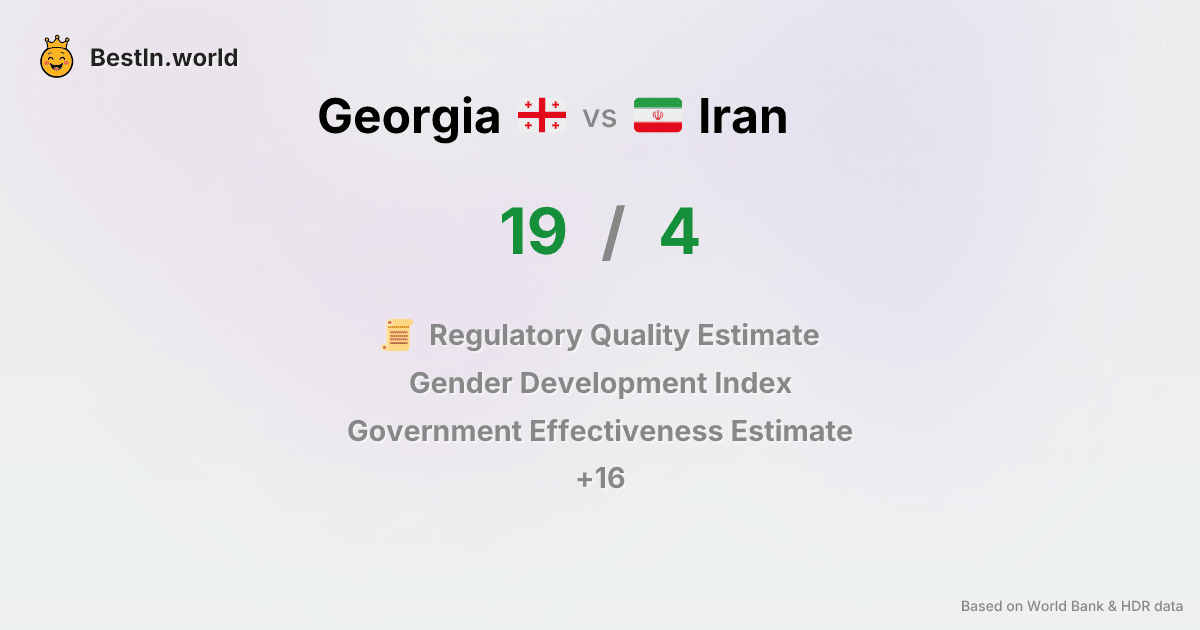 BestIn.world
Georgia vs Iran
19 / 4
Regulatory Quality Estimate
Gender Development Index
Government Effectiveness Estimate
+16
Based on World Bank & HDR data